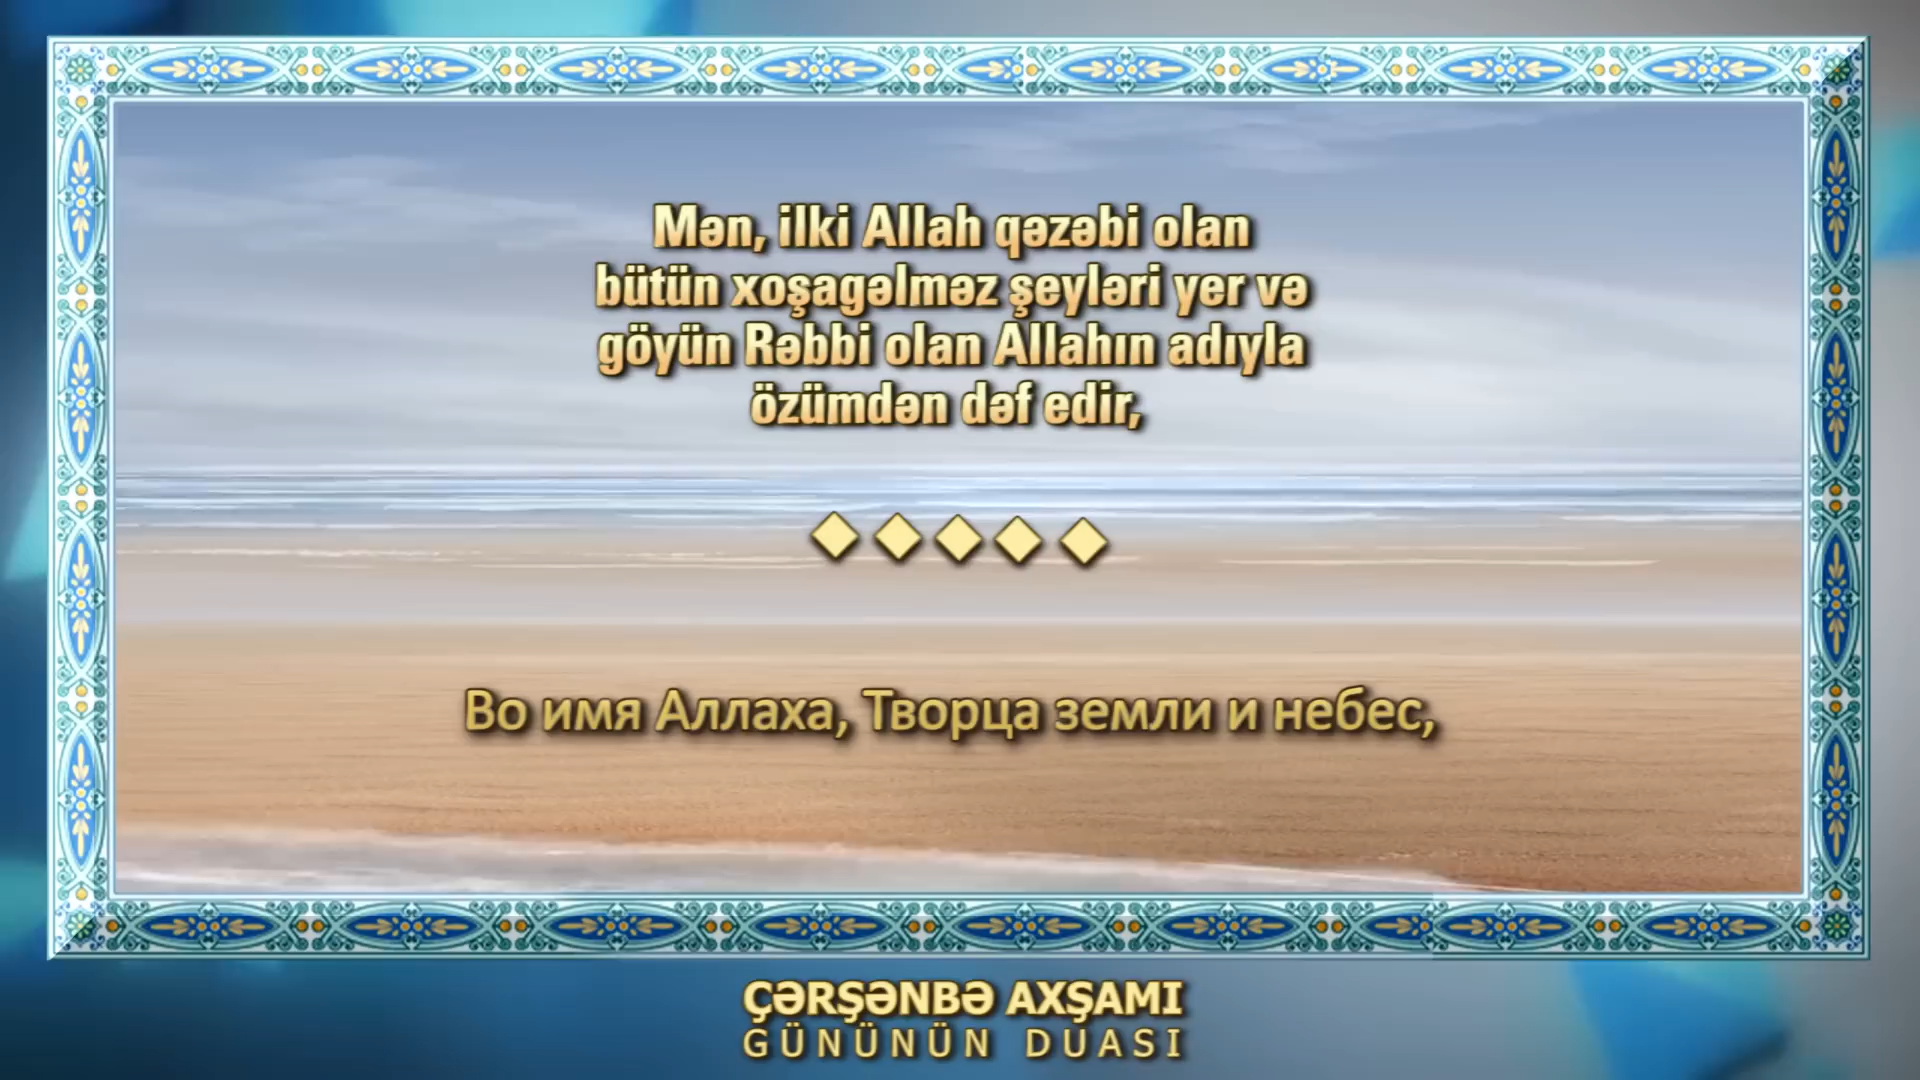 Mən, ilki Allah qəzəbi olan
bütün xoşagəlməz şeyləri yer və
göyün Rəbbi olan Allahın adıyla
özümdən dəf edir,
Во имя Аллаха, Творца земли и небес,
ÇƏRŞƏNBƏ AXŞAMI
GÜNÜNÜN DUASI